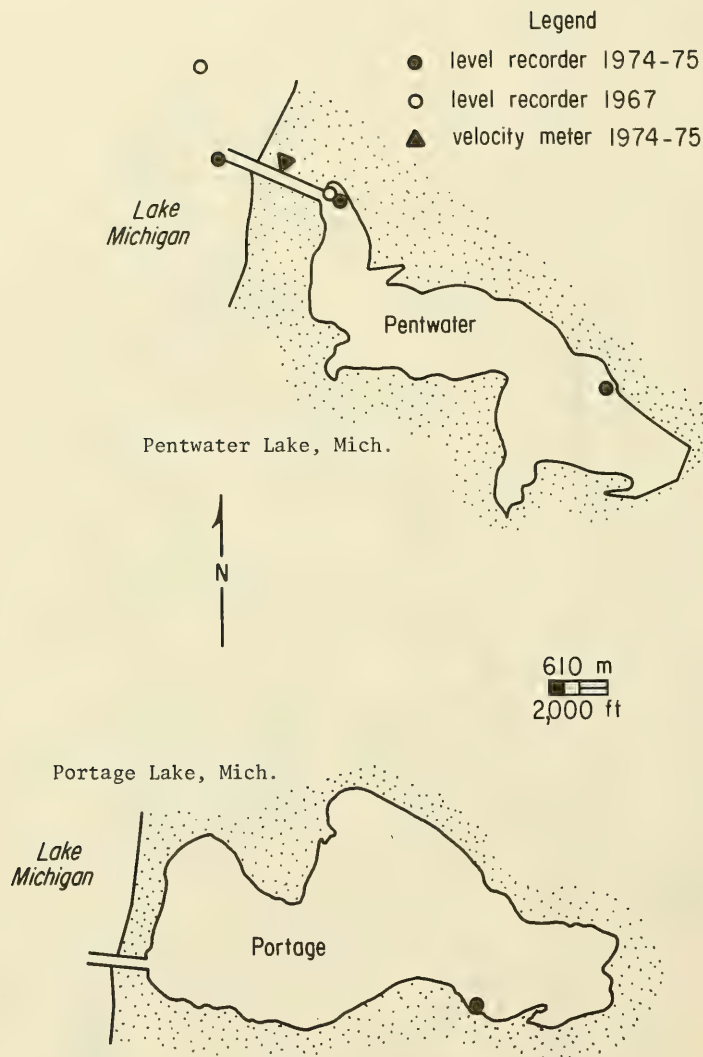 Legend
level recorder 1974-75
level recorder 1967
velocity meter 1974-75
Lake
Michigan
Pentwater
Pentwater Lake, Mich.
N
610 m
2,000 ft
Portage Lake, Mich.
Lake
Michigan
Portage